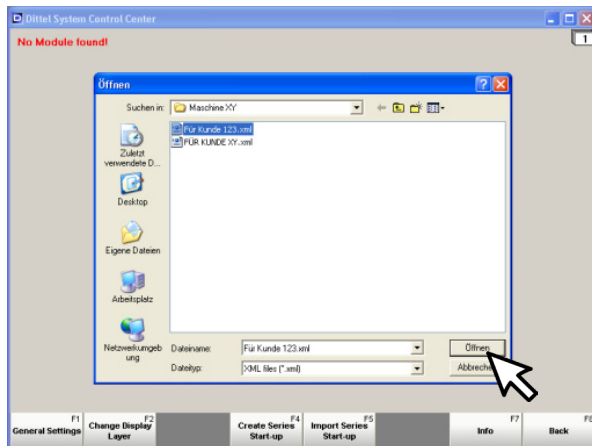 Dittel System Control Center
No Module found!
1
Öffnen
Suchen in:
Maschine XY
Für Kunde 123.xml
FÜR KUNDE XY.xml
Zuletzt
verwendete D...
Desktop
Eigene Dateien
Arbeitsplatz
Netzwerkumgeb
ung
Dateiname:
Für Kunde 123.xml
Öffnen
Dateityp:
XML files (*.xml)
Abbreche
F1
General Settings
F2
Change Display
Layer
F4
Create Series
Start-up
F5
Import Series
Start-up
F7
Info
F8
Back